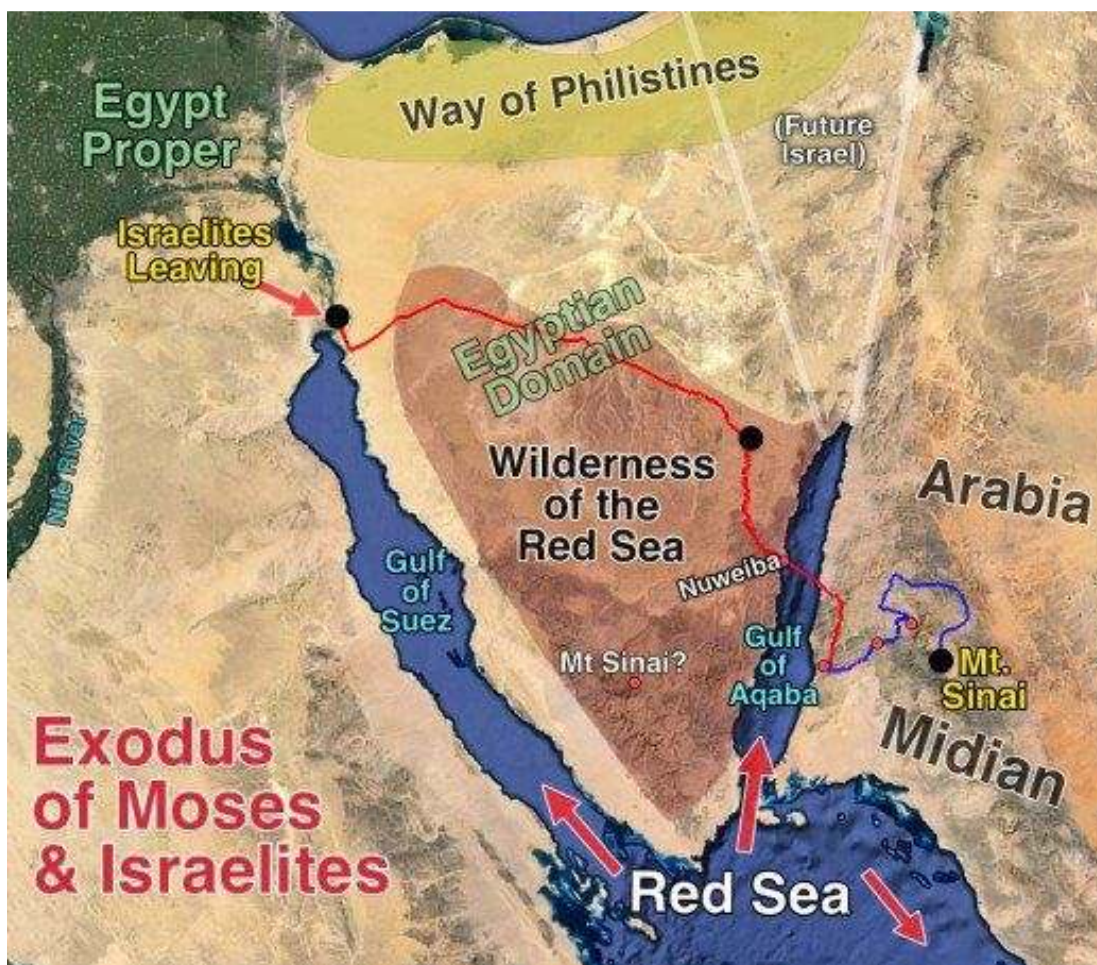 Way of Philistines
Egypt
Proper
(Future
Israel)
Israelites
Leaving
Egyptian
Domain
Wilderness
of the
Red Sea
Arabia
Nile River
Nuweiba
Gulf
of
Suez
Gulf
of
Aqaba
Mt Sinai?
Mt.
Sinai
Midian
Exodus
of Moses
& Israelites
Red Sea